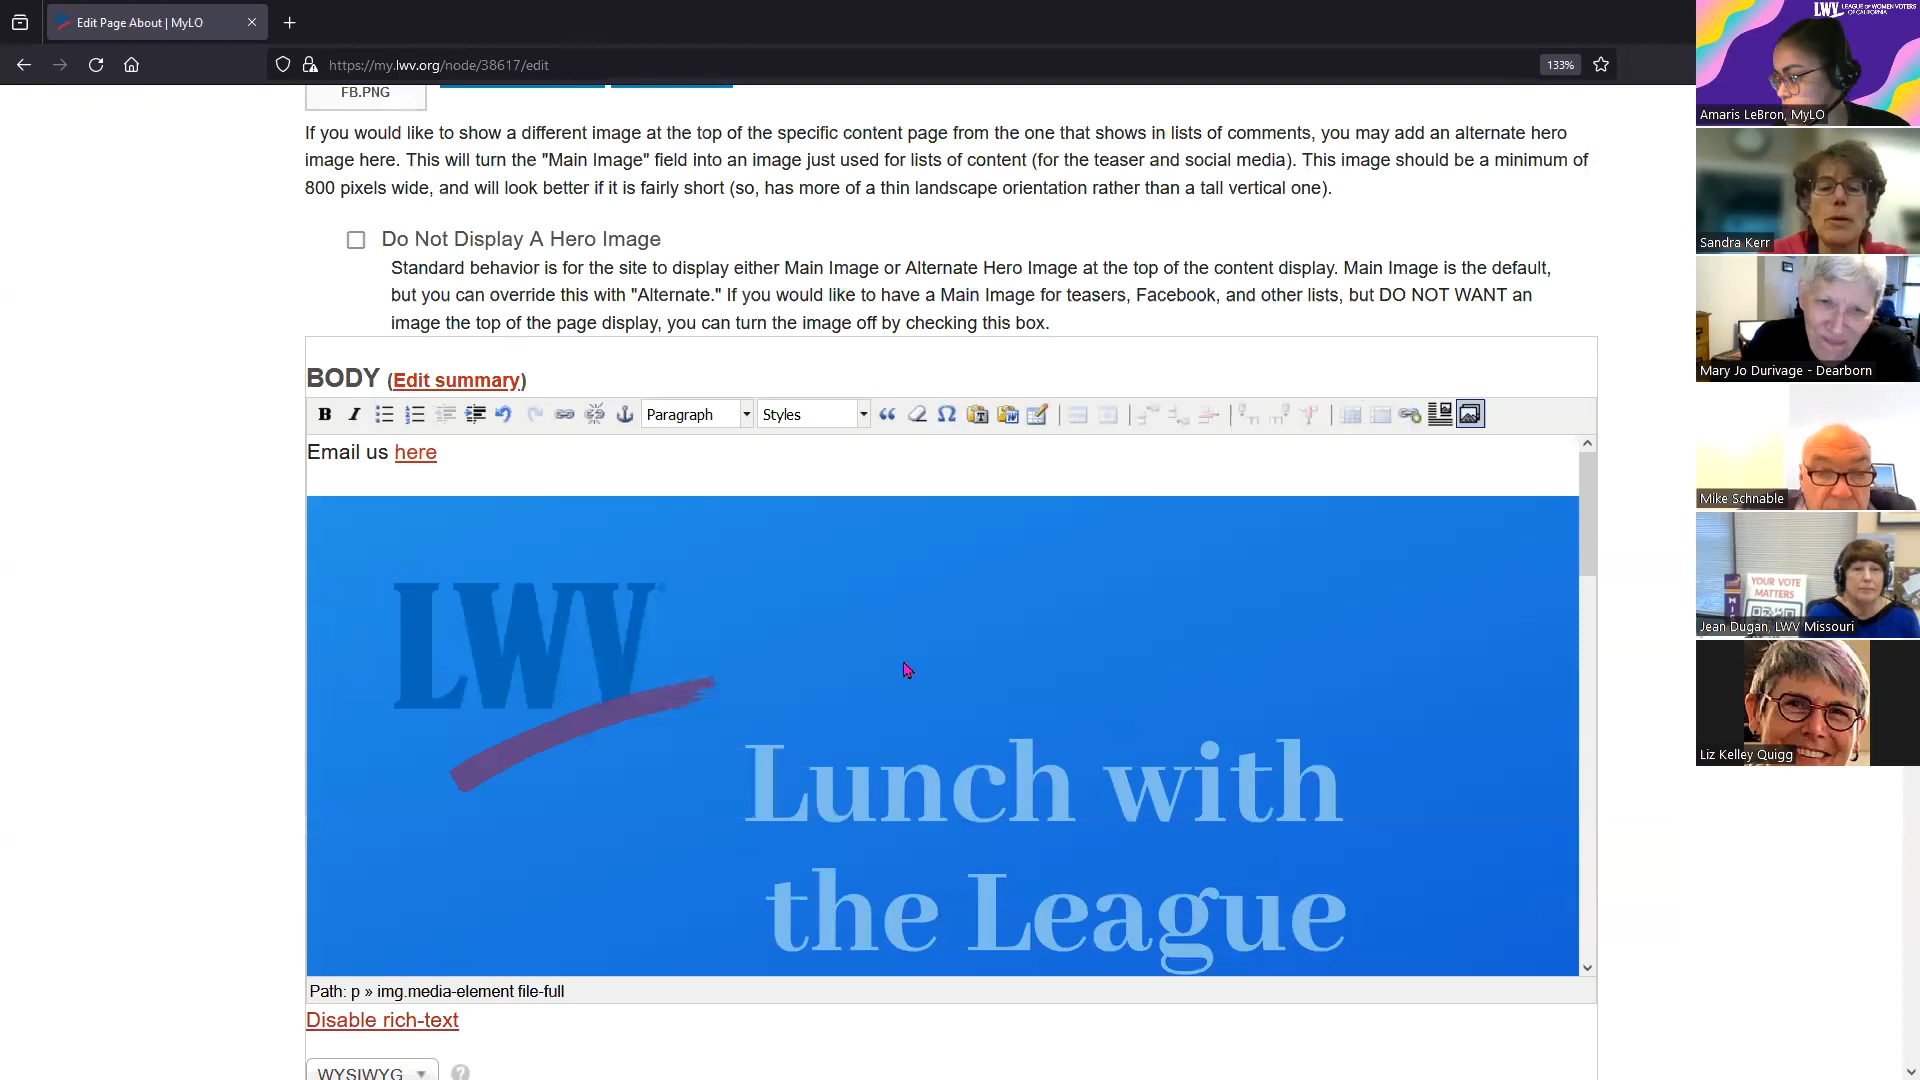 Edit Page About | MyLO
https://my.lwv.org/node/38617/edit
133%
FB.PNG
If you would like to show a different image at the top of the specific content page from the one that shows in lists of comments, you may add an alternate hero
image here. This will turn the "Main Image" field into an image just used for lists of content (for the teaser and social media). This image should be a minimum of
800 pixels wide, and will look better if it is fairly short (so, has more of a thin landscape orientation rather than a tall vertical one).
Do Not Display A Hero Image
Standard behavior is for the site to display either Main Image or Alternate Hero Image at the top of the content display. Main Image is the default,
but you can override this with "Alternate." If you would like to have a Main Image for teasers, Facebook, and other lists, but DO NOT WANT an
image the top of the page display, you can turn the image off by checking this box.
BODY (Edit summary)
B I Paragraph Styles
Email us here
LWV
Lunch with
the League
Path: p » img.media-element file-full
Disable rich-text
WYSIWYG
LWV LEAGUE OF WOMEN VOTERS
OF CALIFORNIA
Amaris LeBron, MyLO
Sandra Kerr
Mary Jo Durivage - Dearborn
Mike Schnable
YOUR VOTE
MATTERS
Jean Dugan, LWV Missouri
Liz Kelley Quigg